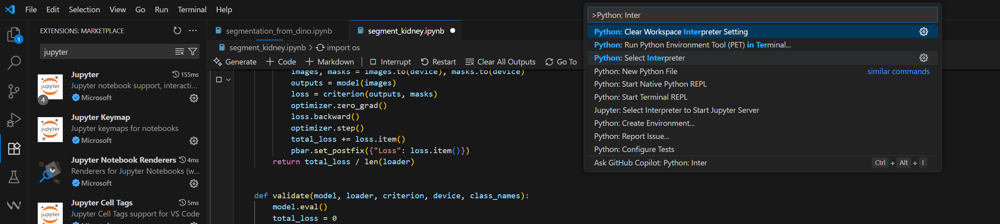 File Edit Selection View Go Run Terminal Help
EXTENSIONS: MARKETPLACE
jupyter
1
Jupyter 155ms
Jupyter notebook support, interacti...
Microsoft
4
Jupyter Keymap
Jupyter keymaps for notebooks
Microsoft
Jupyter Notebook Renderers 4ms
Renderers for Jupyter Notebooks (w...
Microsoft
Jupyter Cell Tags 5ms
Jupyter Cell Tags support for VS Code
jupyter
jupyter
jupyter
segmentation_from_dino.ipynb segment_kidney.ipynb
segment_kidney.ipynb > import os
Generate + Code + Markdown | Interrupt Restart Clear All Outputs Go To
images, masks = images.to(device), masks.to(device)
outputs = model(images)
loss = criterion(outputs, masks)
optimizer.zero_grad()
loss.backward()
optimizer.step()
total_loss += loss.item()
pbar.set_postfix({"Loss": loss.item()})
return total_loss / len(loader)
def validate(model, loader, criterion, device, class_names):
model.eval()
total_loss = 0
>Python: Inter
Python: Clear Workspace Interpreter Setting
Python: Run Python Environment Tool (PET) in Terminal...
Python: Select Interpreter
Python: New Python File similar commands
Python: Start Native Python REPL
Python: Start Terminal REPL
Jupyter: Select Interpreter to Start Jupyter Server
Python: Create Environment...
Python: Report Issue...
Python: Configure Tests
Ask GitHub Copilot: Python: Inter Ctrl + Alt + I